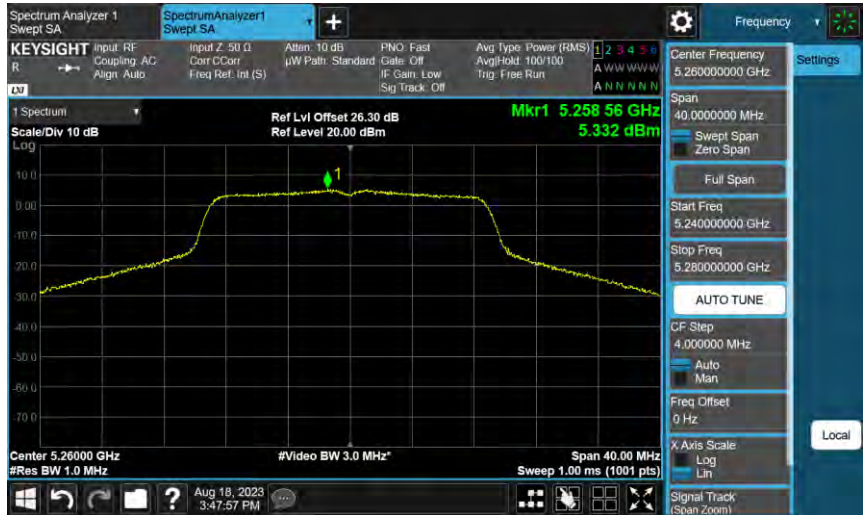 Spectrum Analyzer 1
Swept SA
SpectrumAnalyzer1
Swept SA
Frequency
KEYSIGHT
R
LXI
Input: RF
Coupling: AC
Align: Auto
Input Z: 50 Ω
Corr CCorr
Freq Ref: Int (S)
Atten: 10 dB
µW Path: Standard
PNO: Fast
Gate: Off
IF Gain: Low
Sig Track: Off
Avg Type: Power (RMS)
Avg|Hold: 100/100
Trig: Free Run
1 2 3 4 5 6
A W W W W W
A N N N N N
1 Spectrum
Scale/Div 10 dB
Log
Ref Lvl Offset 26.30 dB
Ref Level 20.00 dBm
Mkr1 5.258 56 GHz
5.332 dBm
1
10.0
0.00
-10.0
-20.0
-30.0
-40.0
-50.0
-60.0
-70.0
Center 5.26000 GHz
#Res BW 1.0 MHz
#Video BW 3.0 MHz*
Span 40.00 MHz
Sweep 1.00 ms (1001 pts)
Aug 18, 2023
3:47:57 PM
Center Frequency
5.260000000 GHz
Span
40.0000000 MHz
Swept Span
Zero Span
Full Span
Start Freq
5.240000000 GHz
Stop Freq
5.280000000 GHz
AUTO TUNE
CF Step
4.000000 MHz
Auto
Man
Freq Offset
0 Hz
X Axis Scale
Log
Lin
Signal Track
(Span Zoom)
Settings
Local